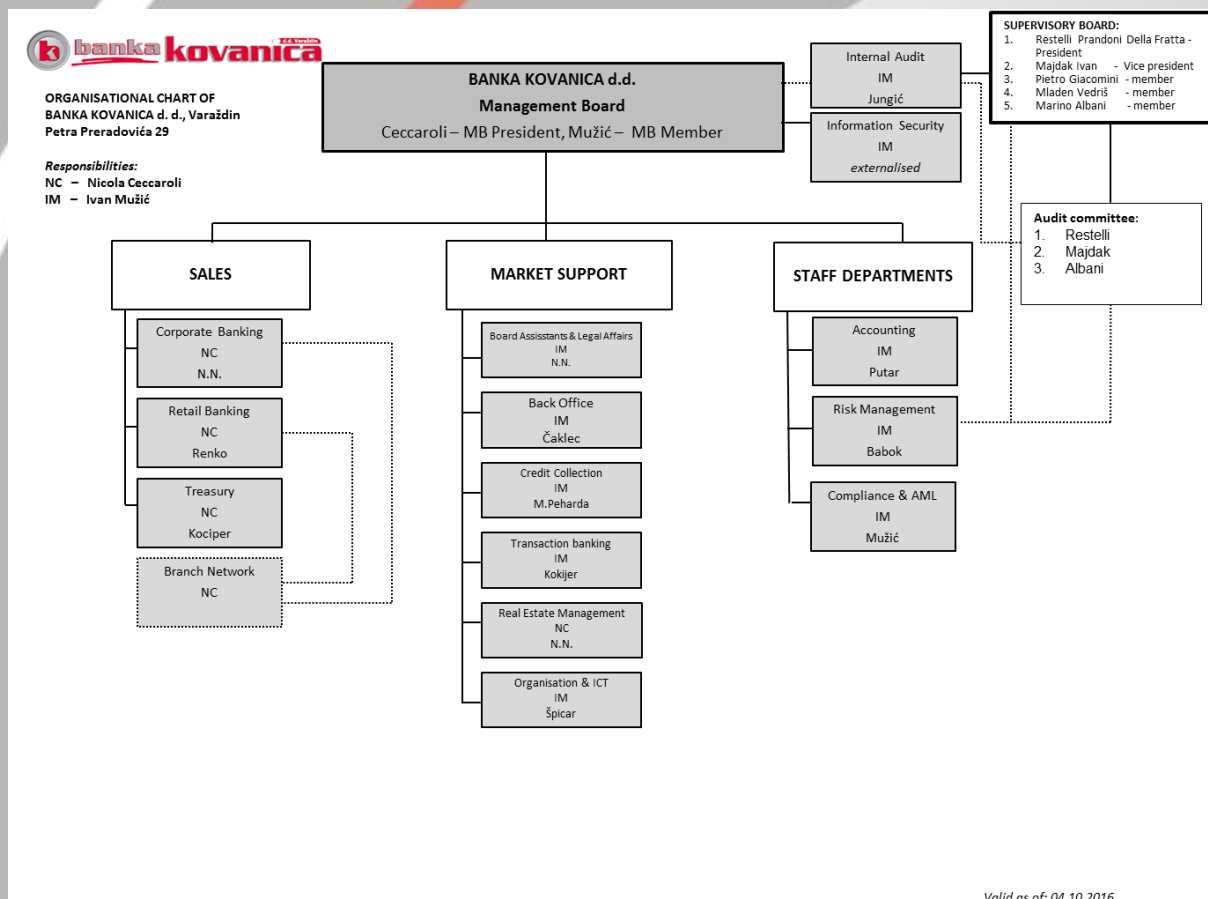 banka kovanica
d.d. Varaždin
ORGANISATIONAL CHART OF
BANKA KOVANICA d. d., Varaždin
Petra Preradovića 29
Responsibilities:
NC – Nicola Ceccaroli
IM – Ivan Mužić
BANKA KOVANICA d.d.
Management Board
Ceccaroli – MB President, Mužić – MB Member
Internal Audit
IM
Jungić
Information Security
IM
externalised
SUPERVISORY BOARD:
1. Restelli Prandoni Della Fratta -
President
2. Majdak Ivan - Vice president
3. Pietro Giacomini - member
4. Mladen Vedriš - member
5. Marino Albani - member
Audit committee:
1. Restelli
2. Majdak
3. Albani
SALES
Corporate Banking
NC
N.N.
Retail Banking
NC
Renko
Treasury
NC
Kociper
Branch Network
NC
MARKET SUPPORT
Board Assisstants & Legal Affairs
IM
N.N.
Back Office
IM
Čaklec
Credit Collection
IM
M.Peharda
Transaction banking
IM
Kokijer
Real Estate Management
NC
N.N.
Organisation & ICT
IM
Špicar
STAFF DEPARTMENTS
Accounting
IM
Putar
Risk Management
IM
Babok
Compliance & AML
IM
Mužić
Valid as of: 04.10.2016